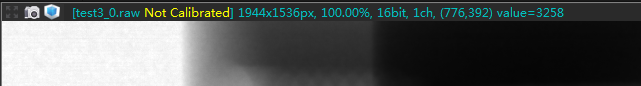 [test3_0.raw Not Calibrated] 1944x1536px, 100.00%, 16bit, 1ch, (776,392) value=3258